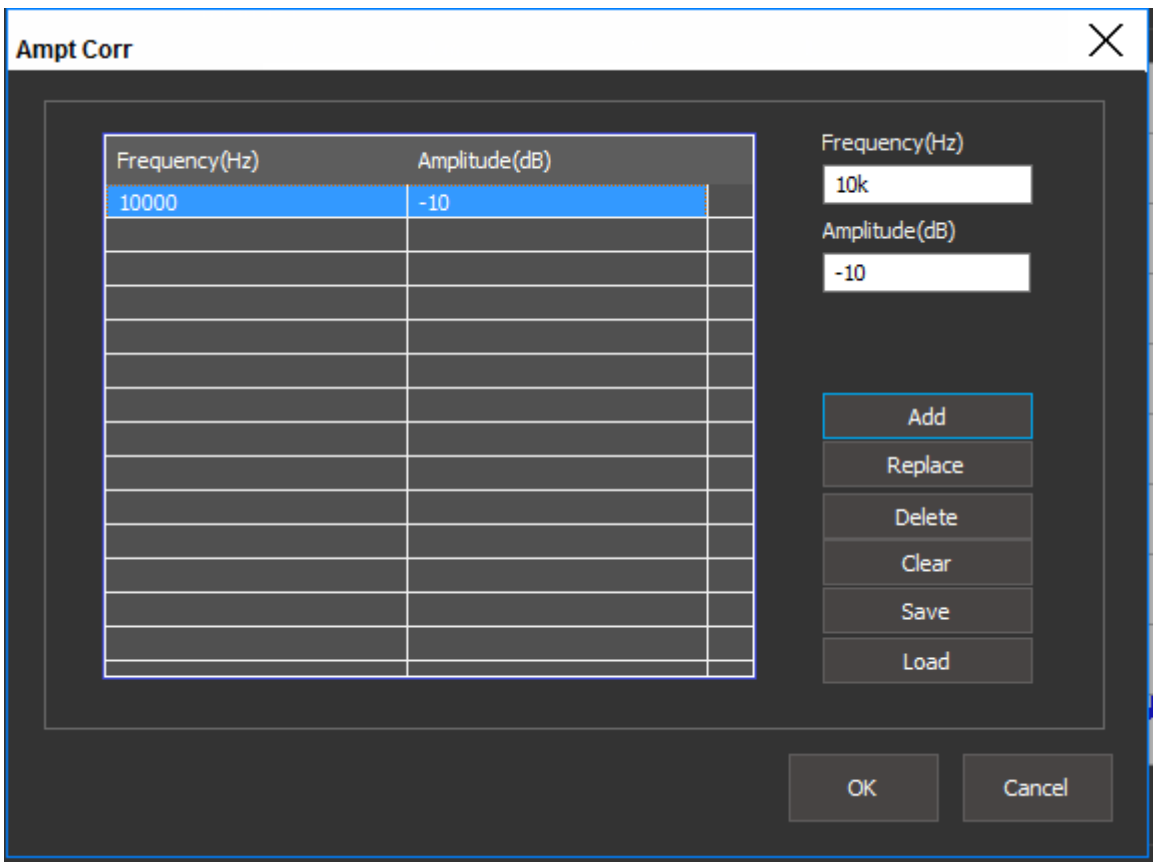 Ampt Corr
Frequency(Hz) Amplitude(dB)
10000 -10
Frequency(Hz)
10k
Amplitude(dB)
-10
Add
Replace
Delete
Clear
Save
Load
OK Cancel